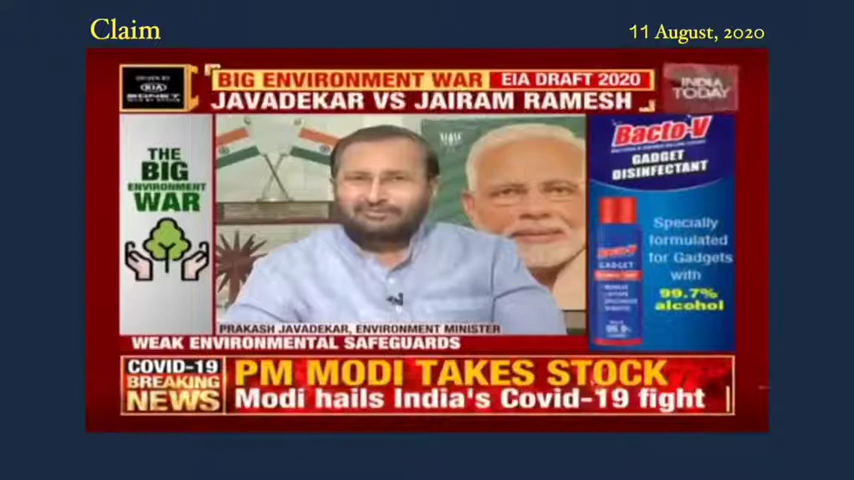 Claim
11 August, 2020
BIG ENVIRONMENT WAR
EIA DRAFT 2020
JAVADEKAR VS JAIRAM RAMESH
KIA
INDIA
TODAY
THE
BIG
ENVIRONMENT
WAR
Bacto-V
GADGET
DISINFECTANT
Specially
formulated
for Gadgets
with
99.7%
alcohol
Bacto-V
GADGET
PRAKASH JAVADEKAR, ENVIRONMENT MINISTER
WEAK ENVIRONMENTAL SAFEGUARDS
COVID-19
BREAKING
NEWS
PM MODI TAKES STOCK
Modi hails India's Covid-19 fight